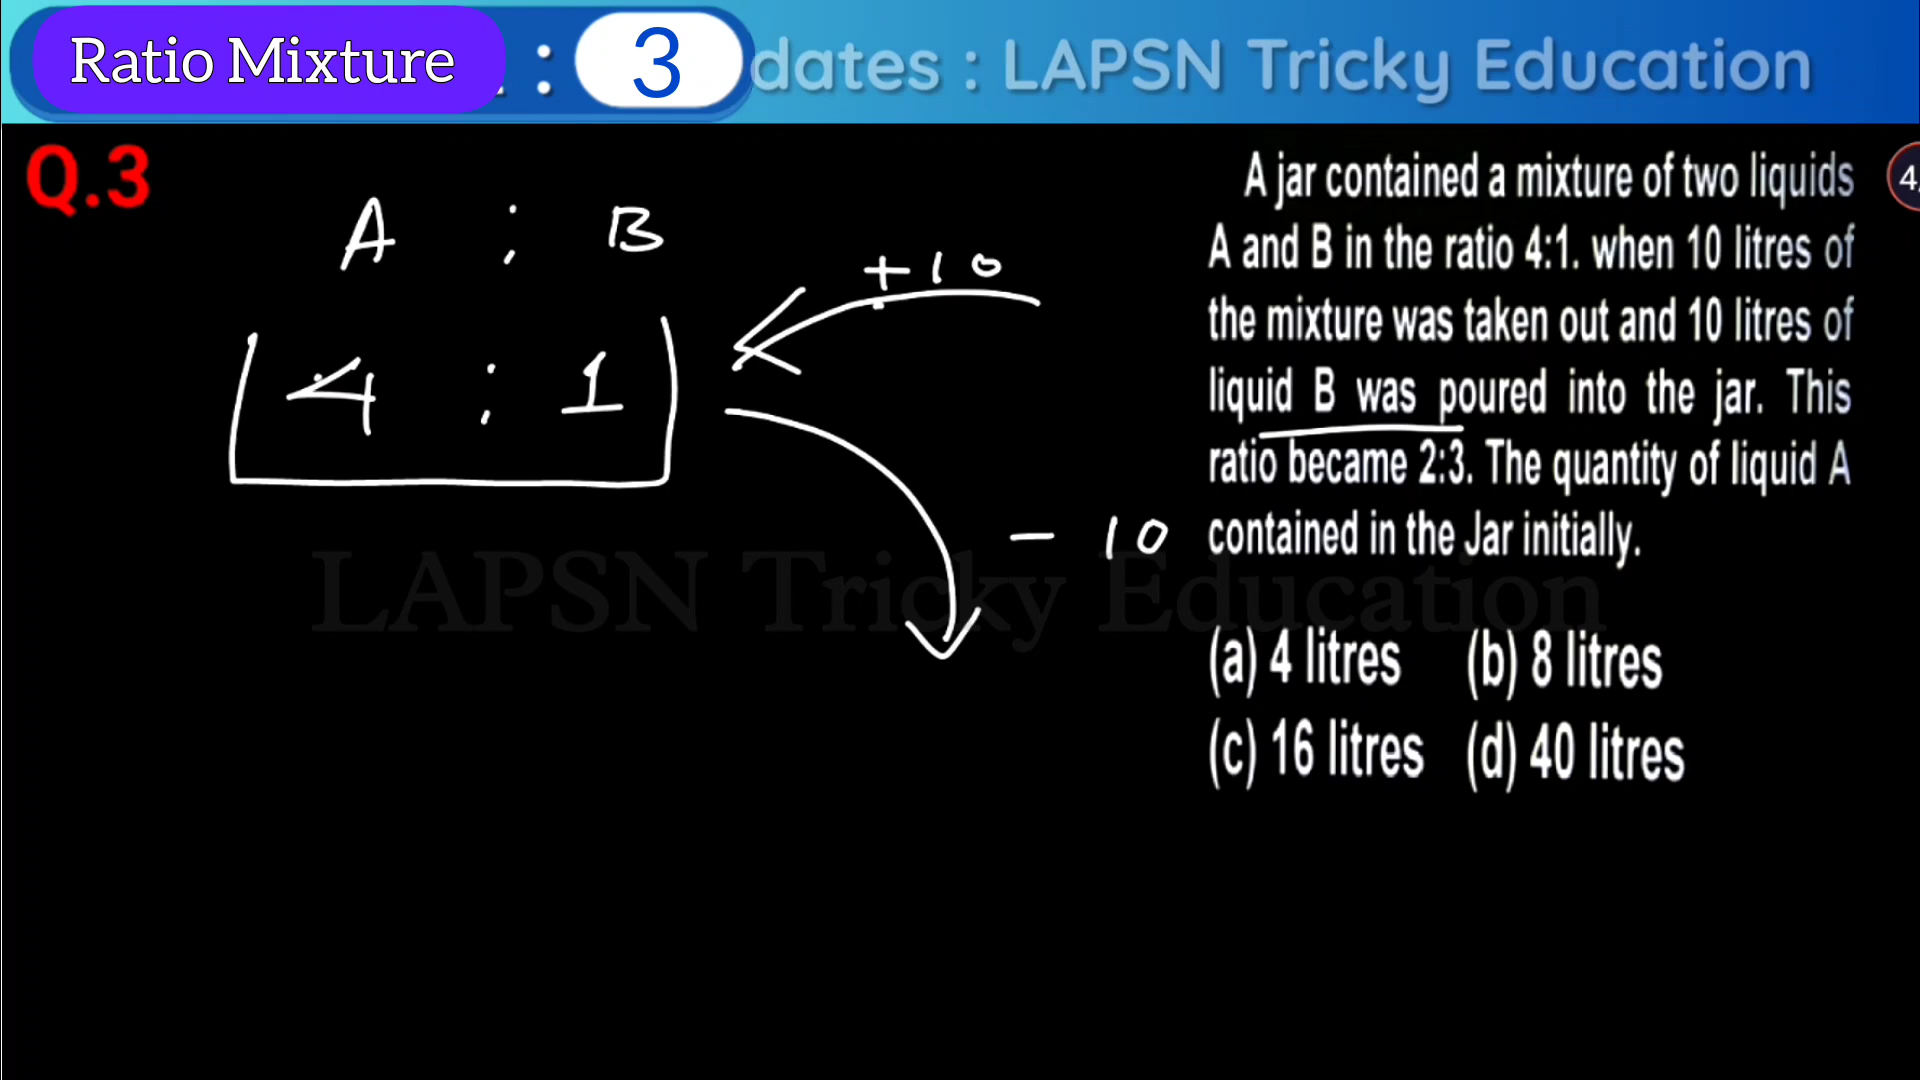 Ratio Mixture : 3 dates : LAPSN Tricky Education
Q.3
A : B
+10
4 : 1
- 10
A jar contained a mixture of two liquids
A and B in the ratio 4:1. when 10 litres of
the mixture was taken out and 10 litres of
liquid B was poured into the jar. This
ratio became 2:3. The quantity of liquid A
contained in the Jar initially.
(a) 4 litres (b) 8 litres
(c) 16 litres (d) 40 litres
LAPSN Tricky Education